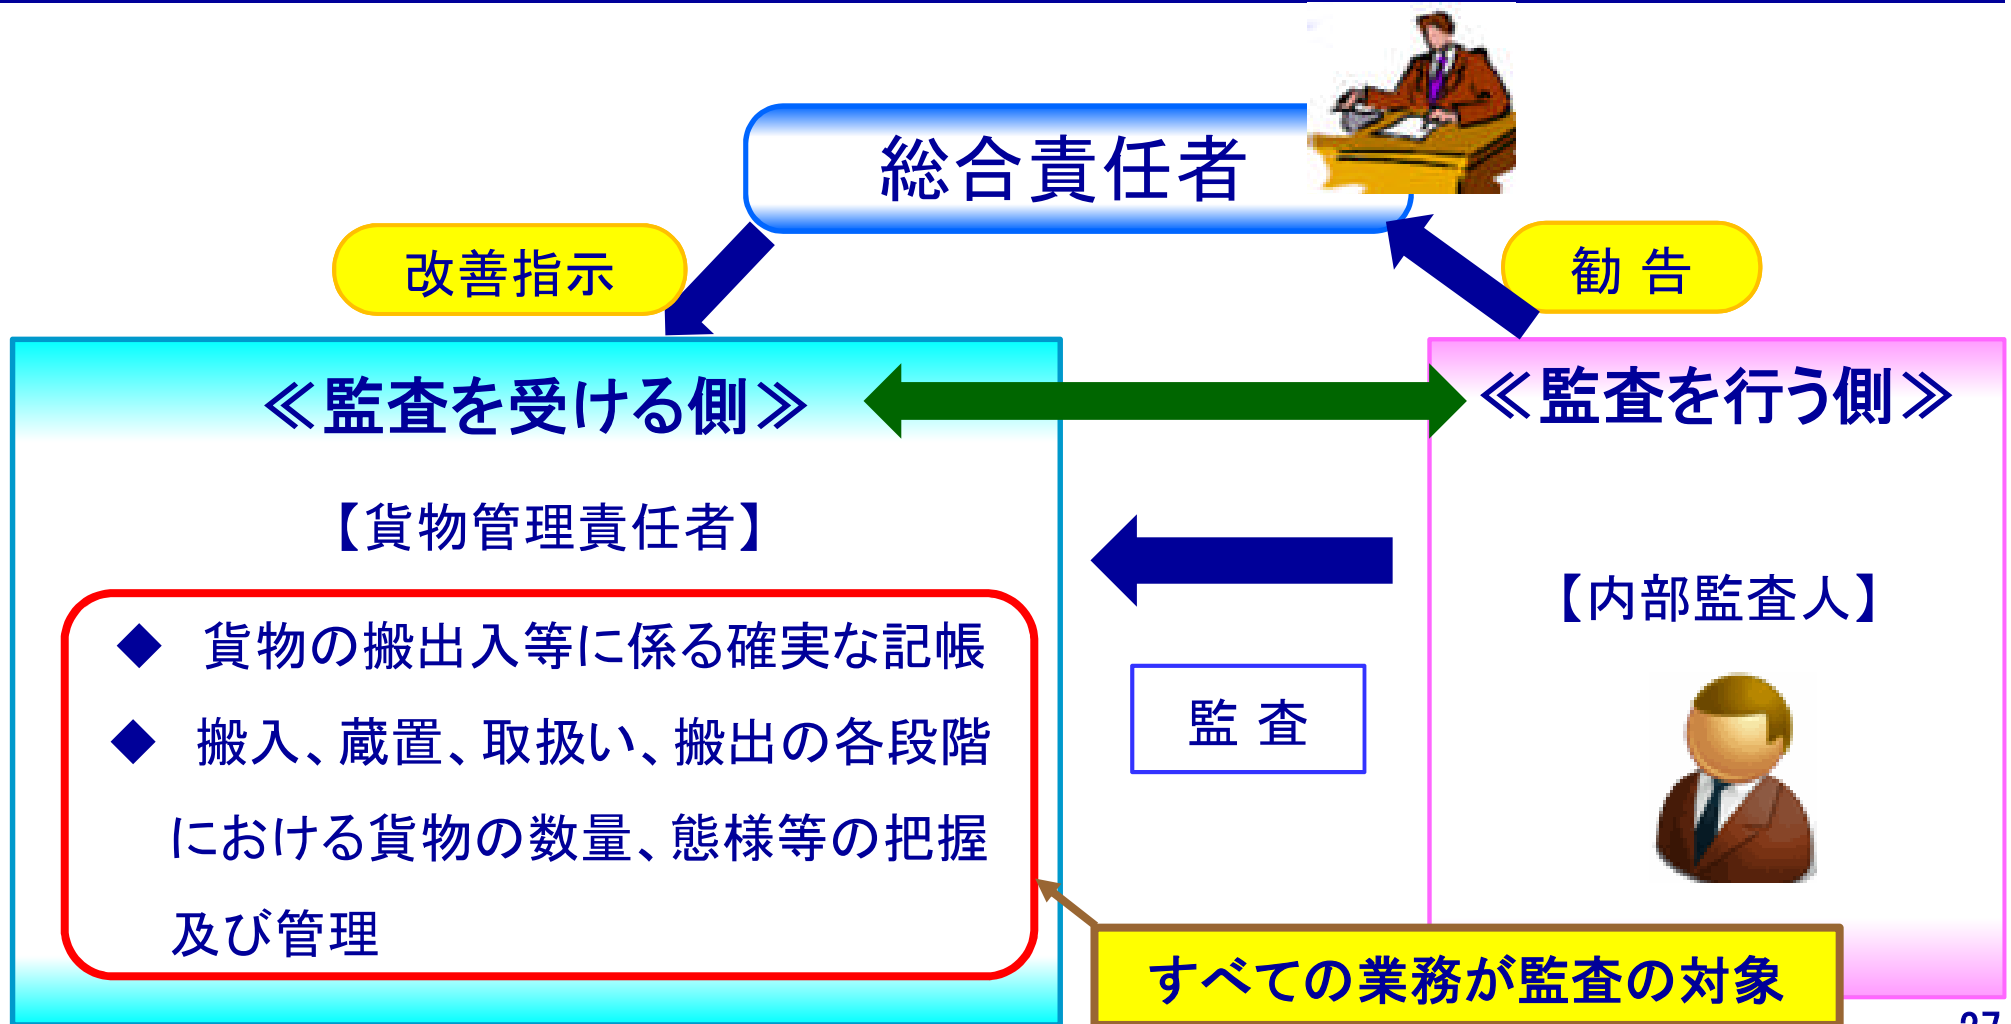 総合責任者
改善指示
勧 告
≪監査を受ける側≫
≪監査を行う側≫
【貨物管理責任者】
【内部監査人】
◆ 貨物の搬出入等に係る確実な記帳
◆ 搬入、蔵置、取扱い、搬出の各段階
における貨物の数量、態様等の把握
及び管理
監 査
すべての業務が監査の対象